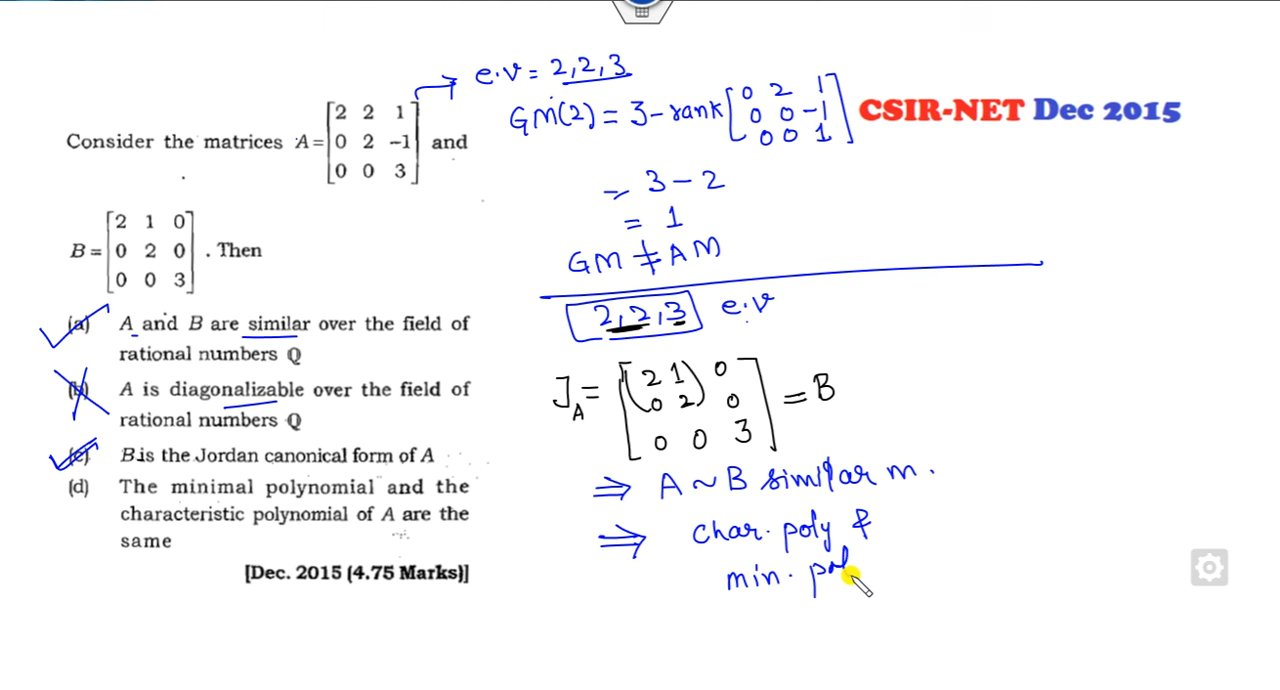 CSIR-NET Dec 2015
Consider the matrices A = [2 2 1; 0 2 -1; 0 0 3] and
B = [2 1 0; 0 2 0; 0 0 3]. Then
(a) A and B are similar over the field of
rational numbers Q
(b) A is diagonalizable over the field of
rational numbers Q
(c) B is the Jordan canonical form of A
(d) The minimal polynomial and the
characteristic polynomial of A are the
same
[Dec. 2015 (4.75 Marks)]
→ e.v = 2,2,3
GM(2) = 3-rank [0 2 1; 0 0 -1; 0 0 1]
= 3 - 2
= 1
GM ≠ AM
2,2,3 e.v
J_A = [2 1 0; 0 2 0; 0 0 3] = B
⇒ A ~ B similar m.
⇒ char. poly &
min. pol